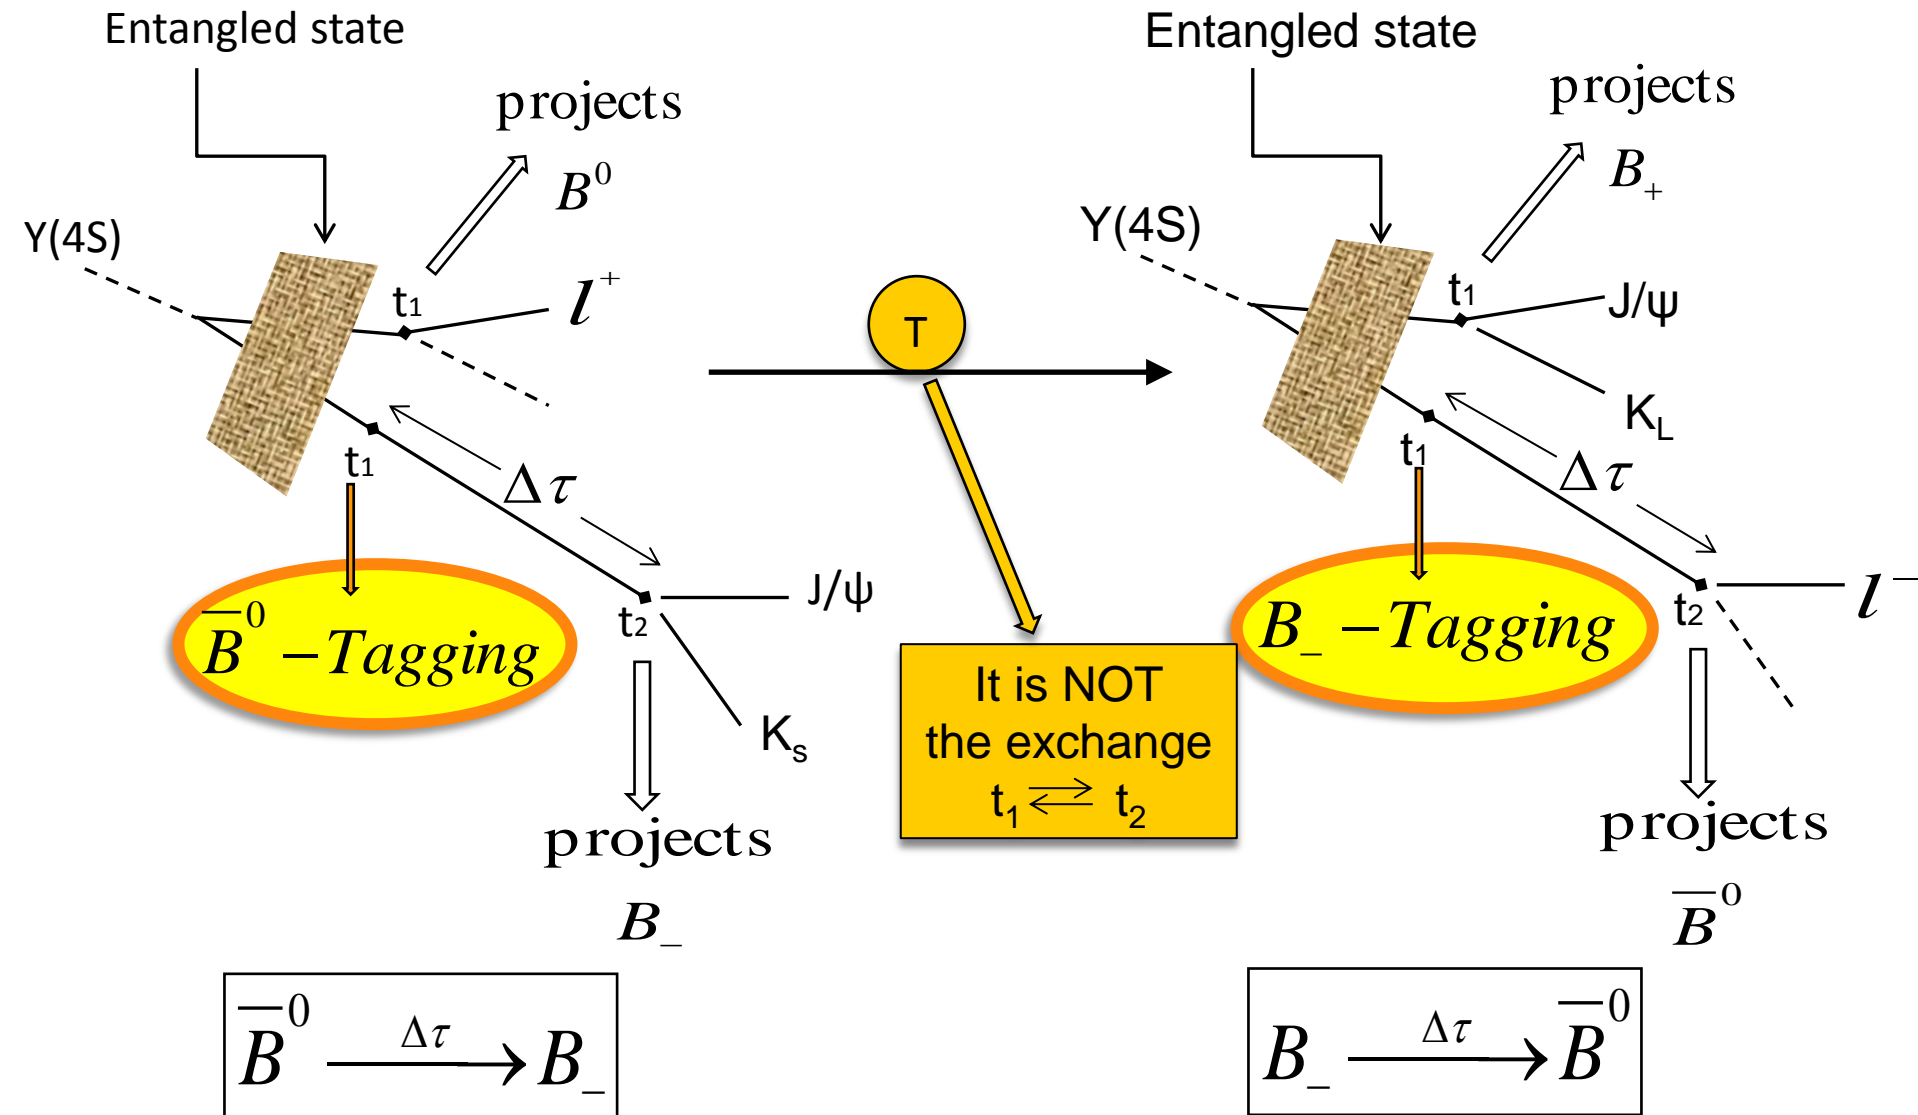 Entangled state
projects
B⁰
Y(4S)
t₁
l⁺
t₁
Δτ
B̅⁰ –Tagging
t₂
J/ψ
Kₛ
projects
B₋
B̅⁰ Δτ→ B₋
T
It is NOT
the exchange
t₁ ⇄ t₂
Entangled state
projects
B₊
Y(4S)
t₁
J/ψ
K_L
t₁
Δτ
B₋ –Tagging
t₂
l⁻
projects
B̅⁰
B₋ Δτ→ B̅⁰